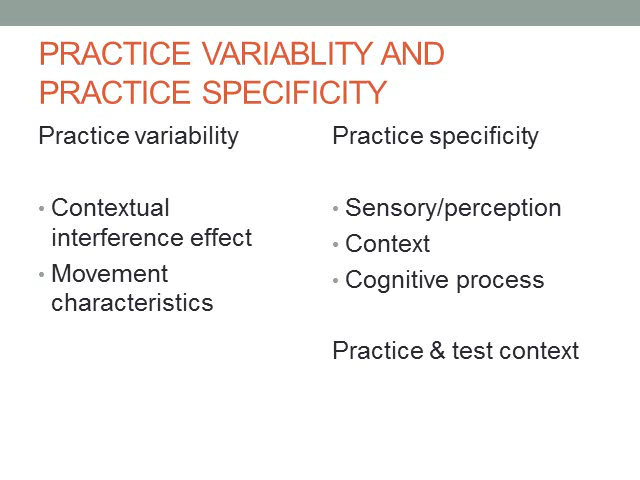 PRACTICE VARIABLITY AND
PRACTICE SPECIFICITY
Practice variability
• Contextual
interference effect
• Movement
characteristics
Practice specificity
• Sensory/perception
• Context
• Cognitive process
Practice & test context